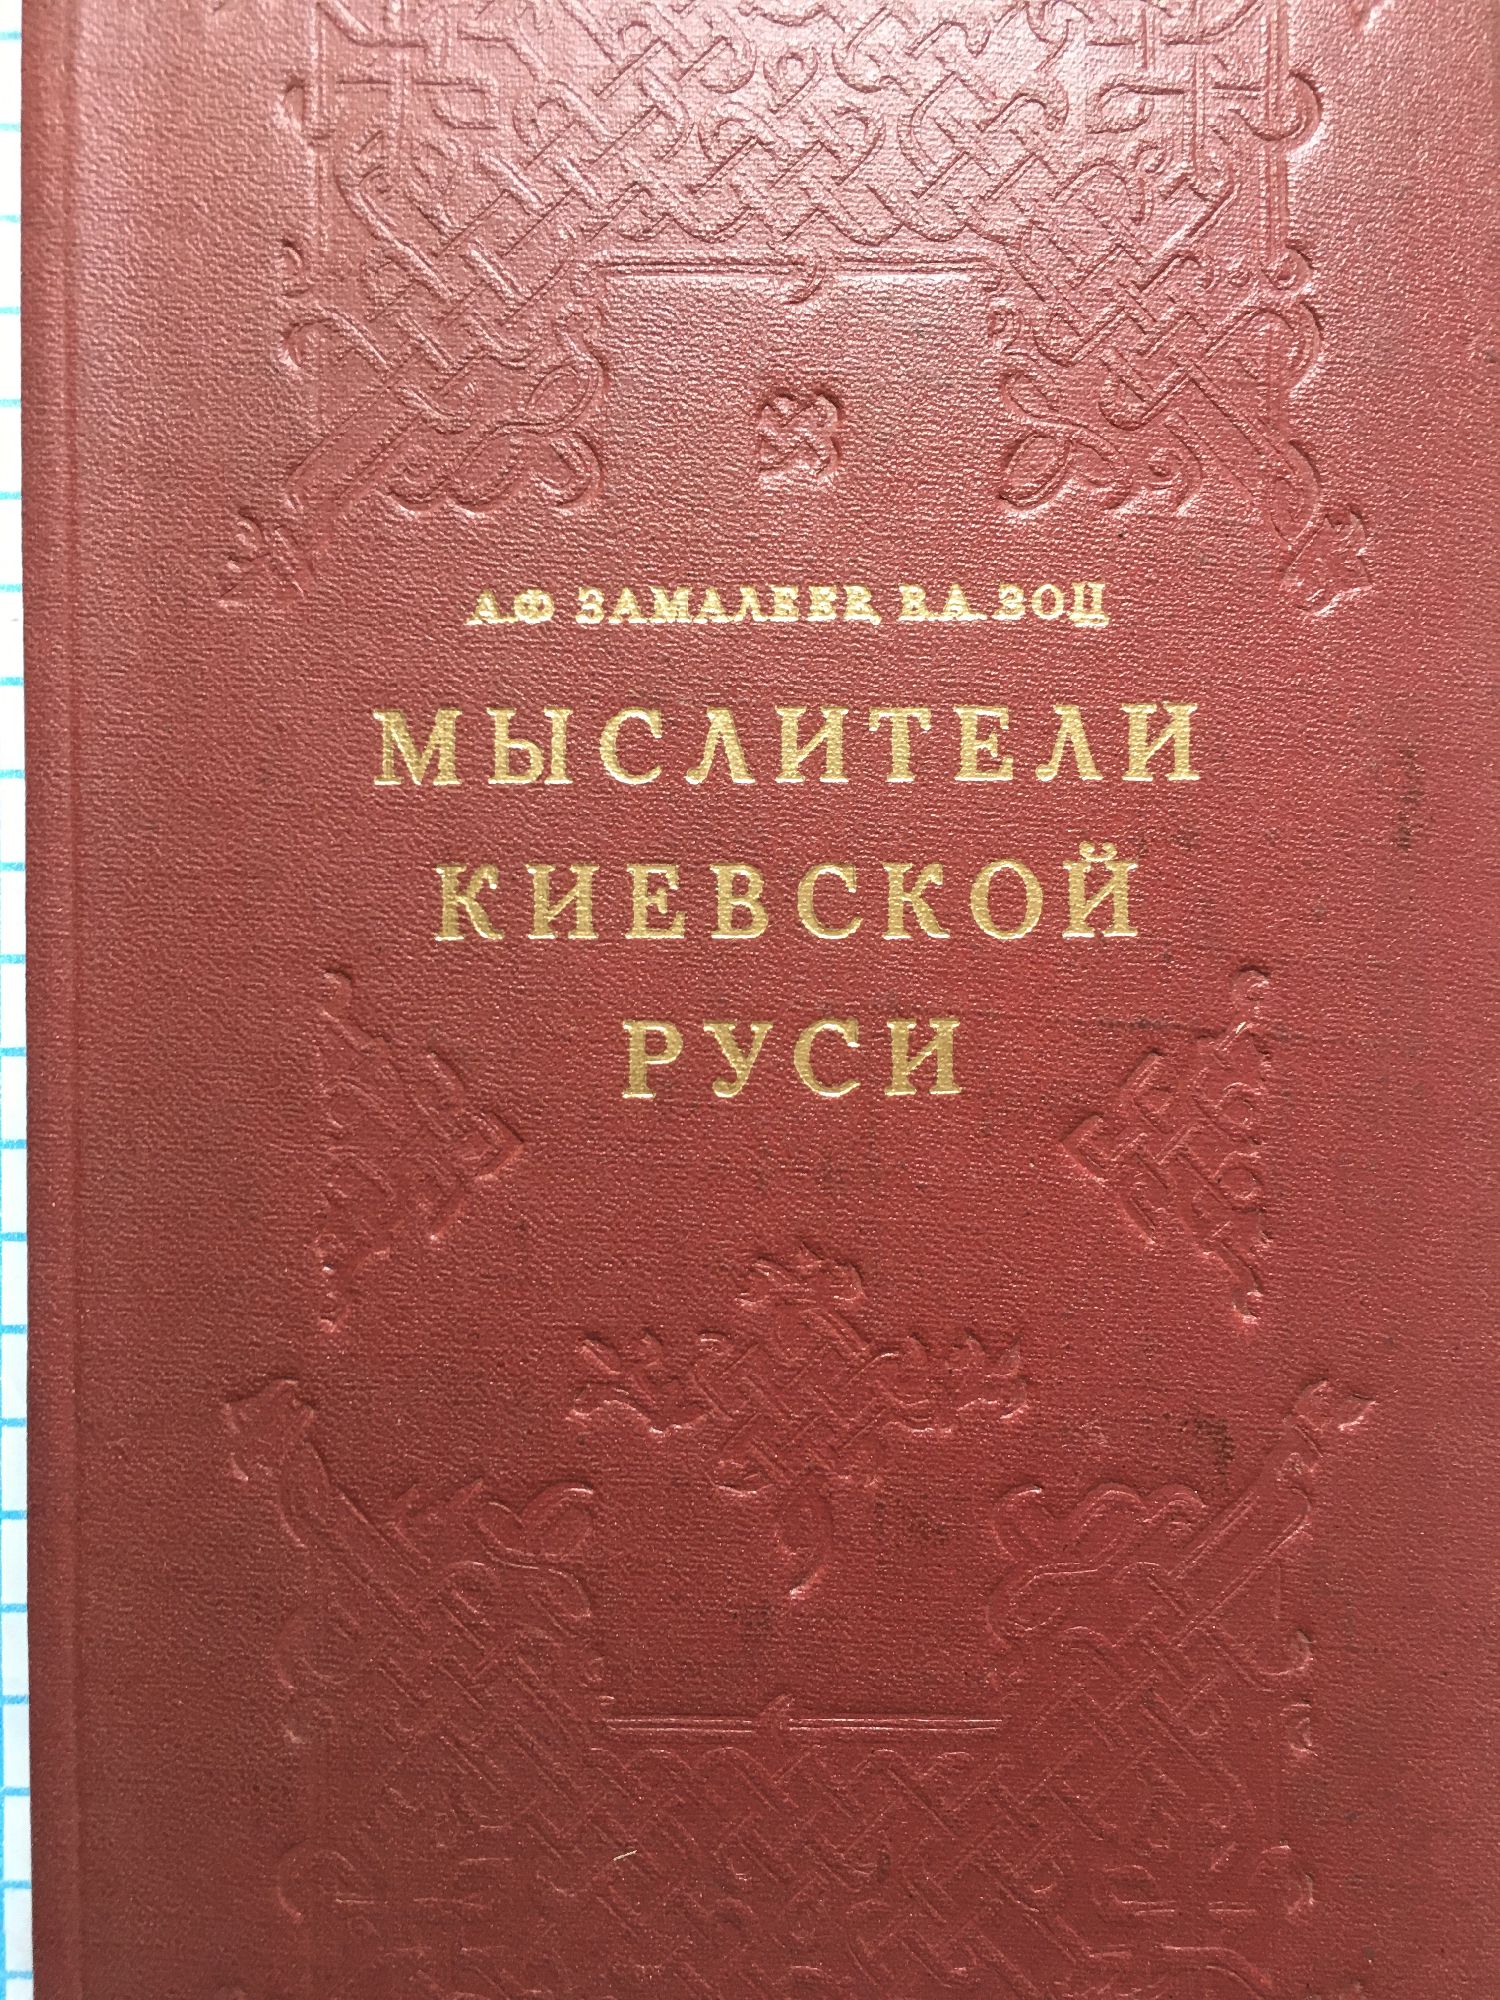 А.Ф ЗАМАЛЕЕВ, В.А. ЗОЦ
МЫСЛИТЕЛИ
КИЕВСКОЙ
РУСИ